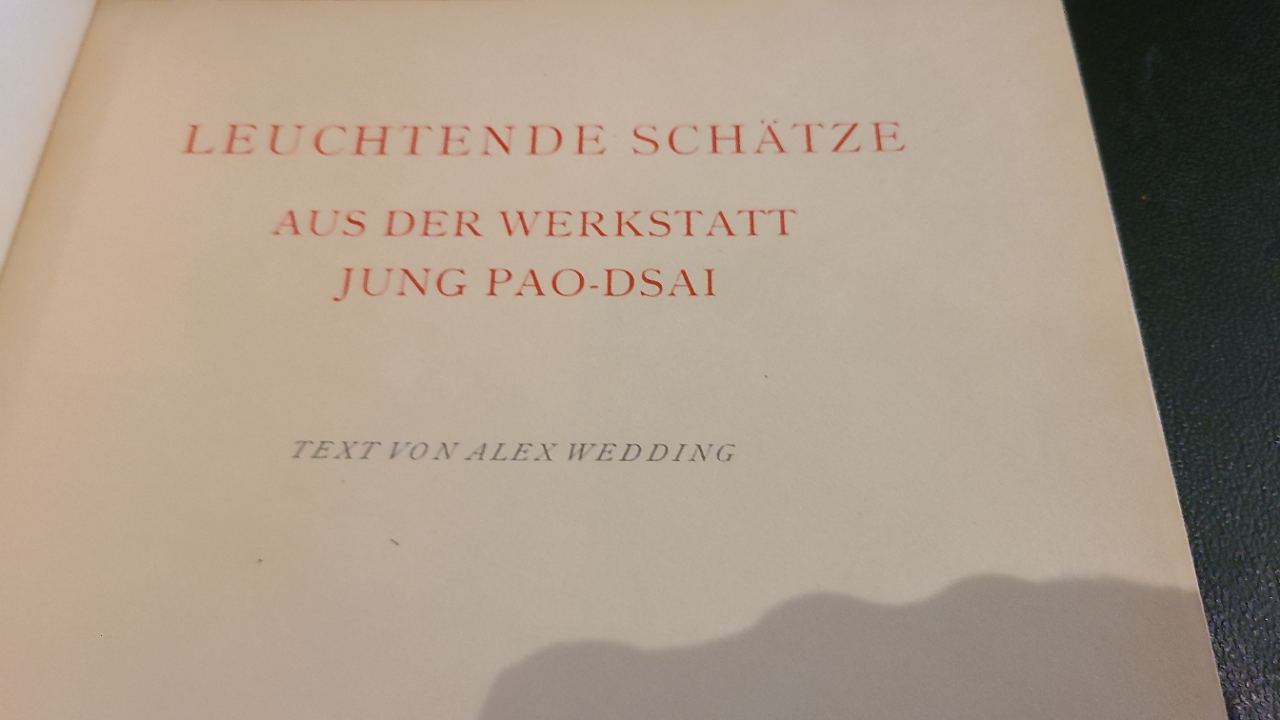 LEUCHTENDE SCHÄTZE
AUS DER WERKSTATT
JUNG PAO-DSAI
TEXT VON ALEX WEDDING